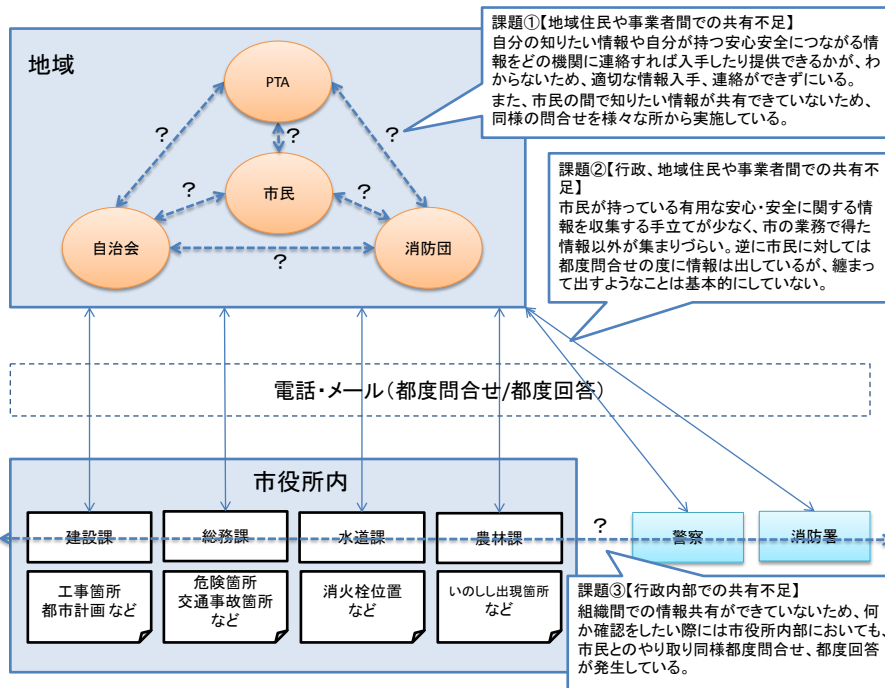 課題①【地域住民や事業者間での共有不足】
自分の知りたい情報や自分が持つ安心安全につながる情
報をどの機関に連絡すれば入手したり提供できるかが、わ
からないため、適切な情報入手、連絡ができずにいる。
また、市民の間で知りたい情報が共有できていないため、
同様の問合せを様々な所から実施している。
地域
PTA
?
?
?
市民
?
?
自治会
消防団
?
課題②【行政、地域住民や事業者間での共有不
足】
市民が持っている有用な安心・安全に関する情
報を収集する手立てが少なく、市の業務で得た
情報以外が集まりづらい。逆に市民に対しては
都度問合せの度に情報は出しているが、纏まっ
て出すようなことは基本的にしていない。
電話・メール(都度問合せ/都度回答)
市役所内
建設課
総務課
水道課
農林課
?
警察
消防署
工事箇所
都市計画 など
危険箇所
交通事故箇所
など
消火栓位置
など
いのしし出現箇所
など
課題③【行政内部での共有不足】
組織間での情報共有ができていないため、何
か確認をしたい際には市役所内部においても、
市民とのやり取り同様都度問合せ、都度回答
が発生している。